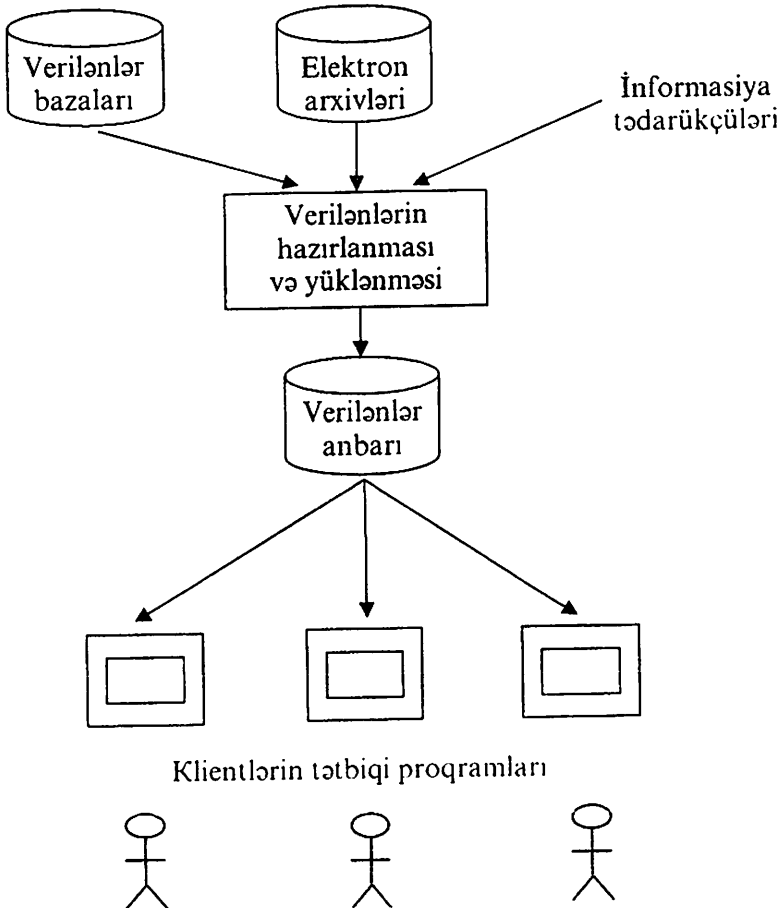 Verilənlər
bazaları
Elektron
arxivləri
İnformasiya
tədarükçüləri
Verilənlərin
hazırlanması
və yüklənməsi
Verilənlər
anbarı
Klientlərin tətbiqi proqramları